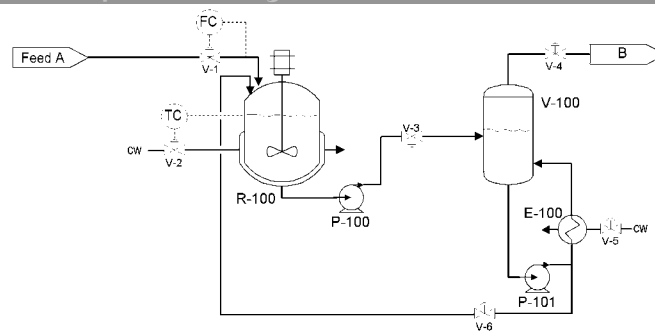 FC
Feed A
V-1
V-4
B
V-100
TC
V-3
CW
V-2
R-100
P-100
E-100
V-5
CW
P-101
V-6